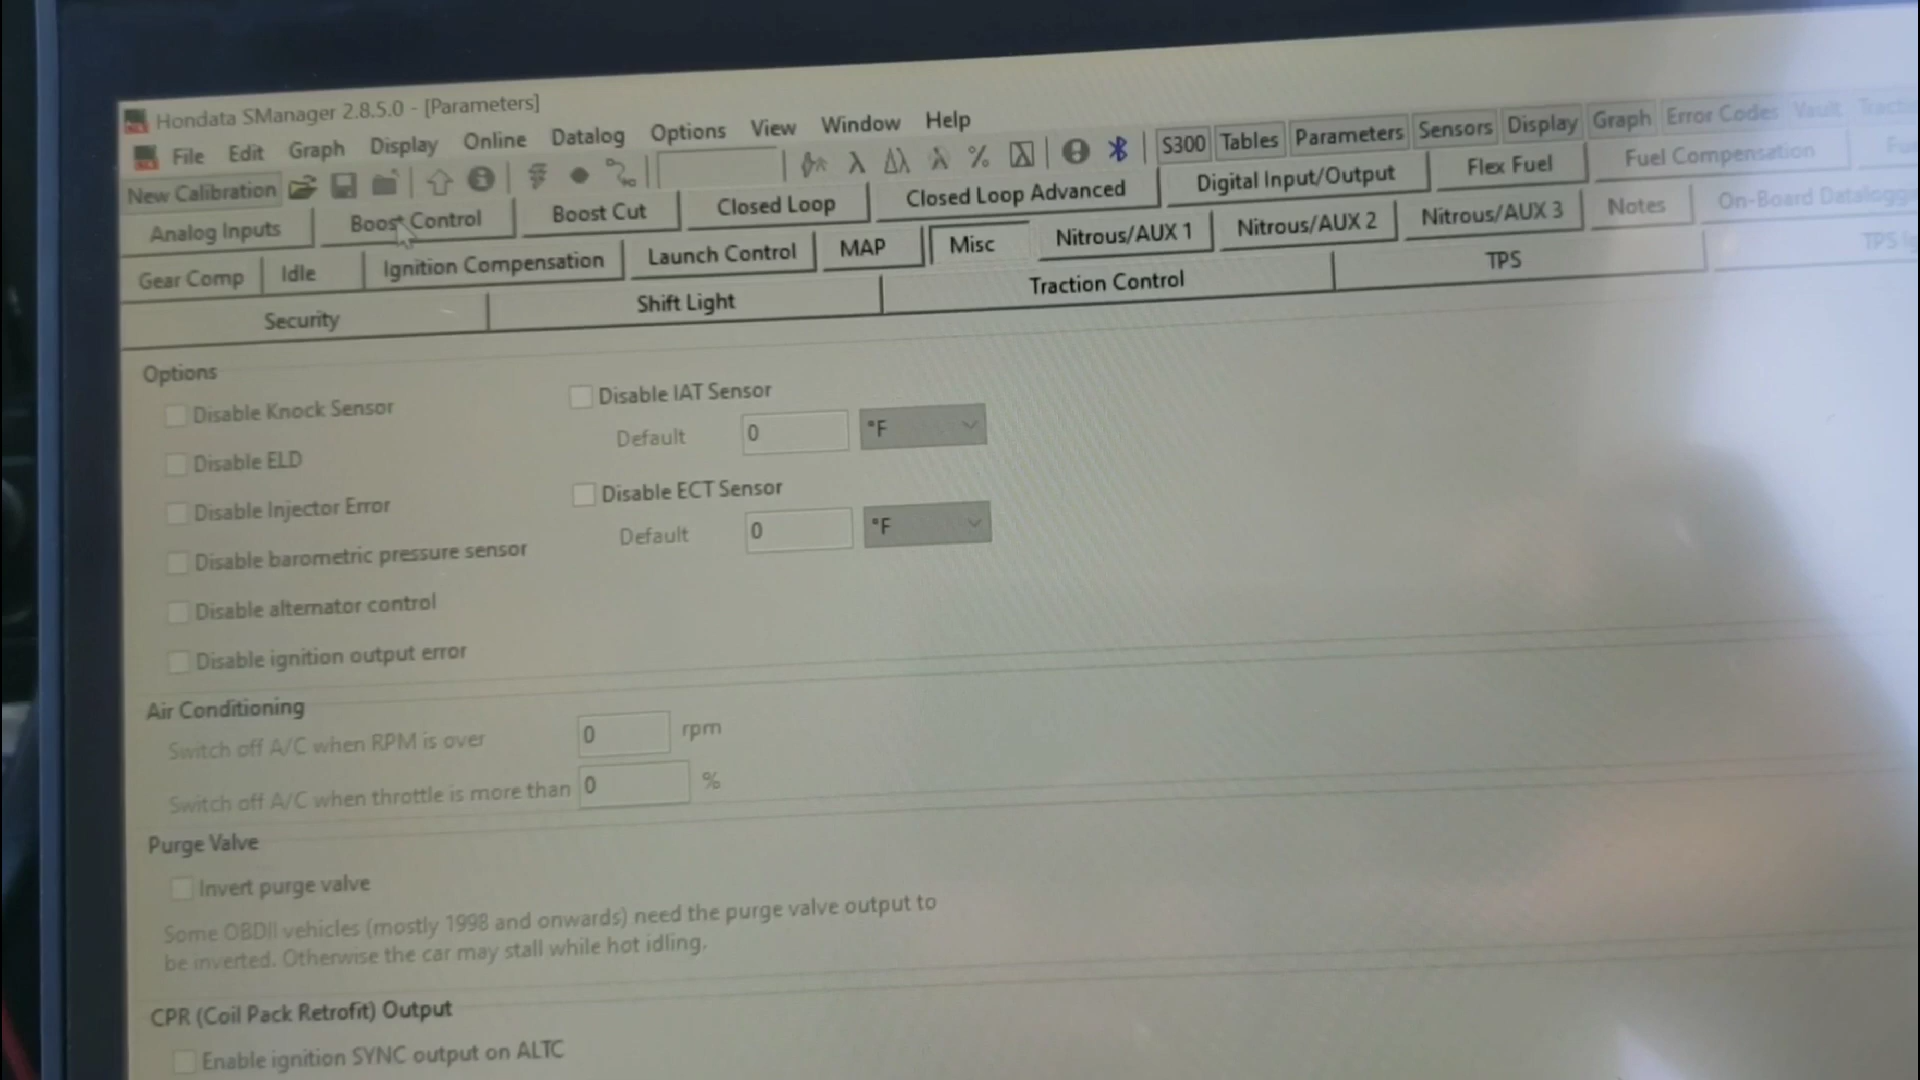 Hondata SManager 2.8.5.0 - [Parameters]
File Edit Graph Display Online Datalog Options View Window Help
New Calibration λ Δλ λ % S300 Tables Parameters Sensors Display Graph Error Codes Vault
Analog Inputs Boost Control Boost Cut Closed Loop Closed Loop Advanced Digital Input/Output Flex Fuel Fuel Compensation
Gear Comp Idle Ignition Compensation Launch Control MAP Misc Nitrous/AUX 1 Nitrous/AUX 2 Nitrous/AUX 3 Notes On-Board
Security Shift Light Traction Control TPS TPS
Options
Disable Knock Sensor
Disable IAT Sensor
Default 0 °F
Disable ELD
Disable ECT Sensor
Disable Injector Error
Default 0 °F
Disable barometric pressure sensor
Disable alternator control
Disable ignition output error
Air Conditioning
Switch off A/C when RPM is over 0 rpm
Switch off A/C when throttle is more than 0 %
Purge Valve
Invert purge valve
Some OBDII vehicles (mostly 1998 and onwards) need the purge valve output to
be inverted. Otherwise the car may stall while hot idling.
CPR (Coil Pack Retrofit) Output
Enable ignition SYNC output on ALTC